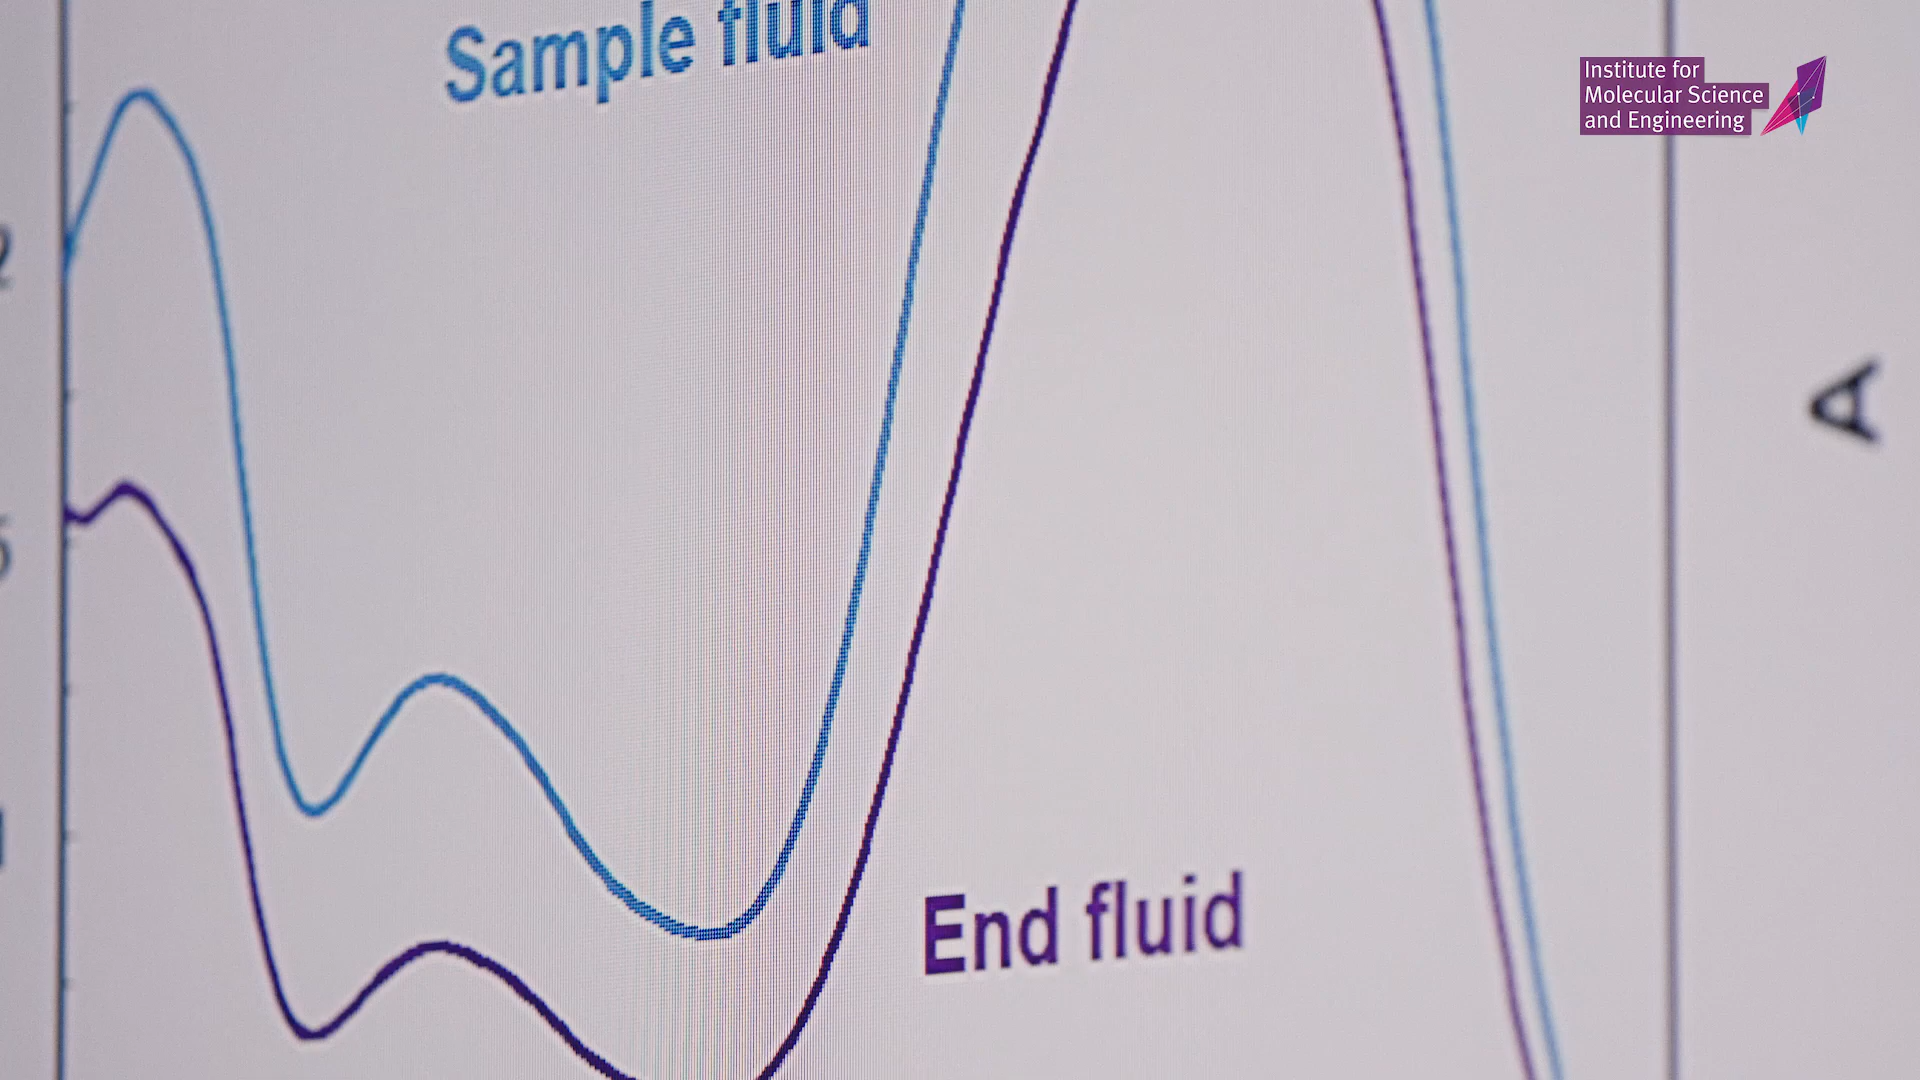 Sample fluid
Institute for
Molecular Science
and Engineering
A
End fluid